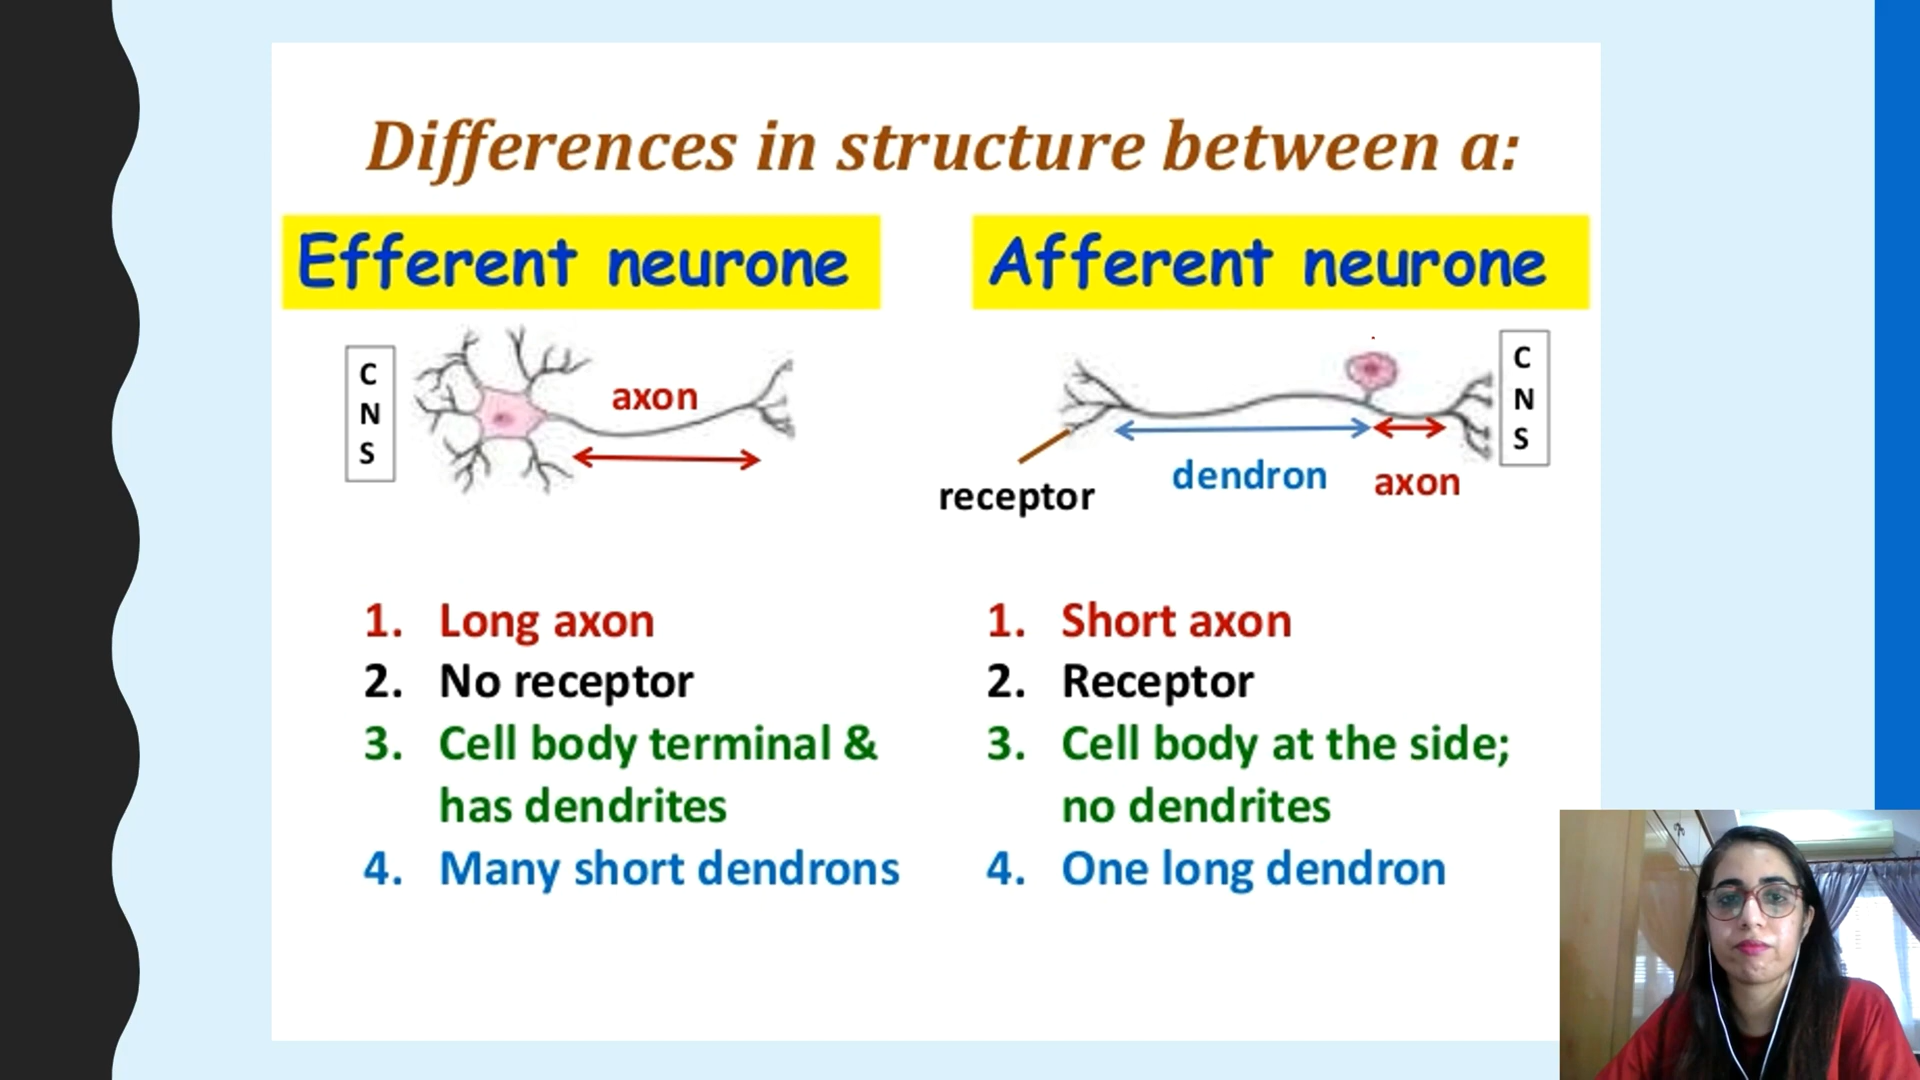 Differences in structure between a:
Efferent neurone
Afferent neurone
C
N
S
axon
C
N
S
receptor
dendron
axon
1. Long axon
2. No receptor
3. Cell body terminal &
has dendrites
4. Many short dendrons
1. Short axon
2. Receptor
3. Cell body at the side;
no dendrites
4. One long dendron